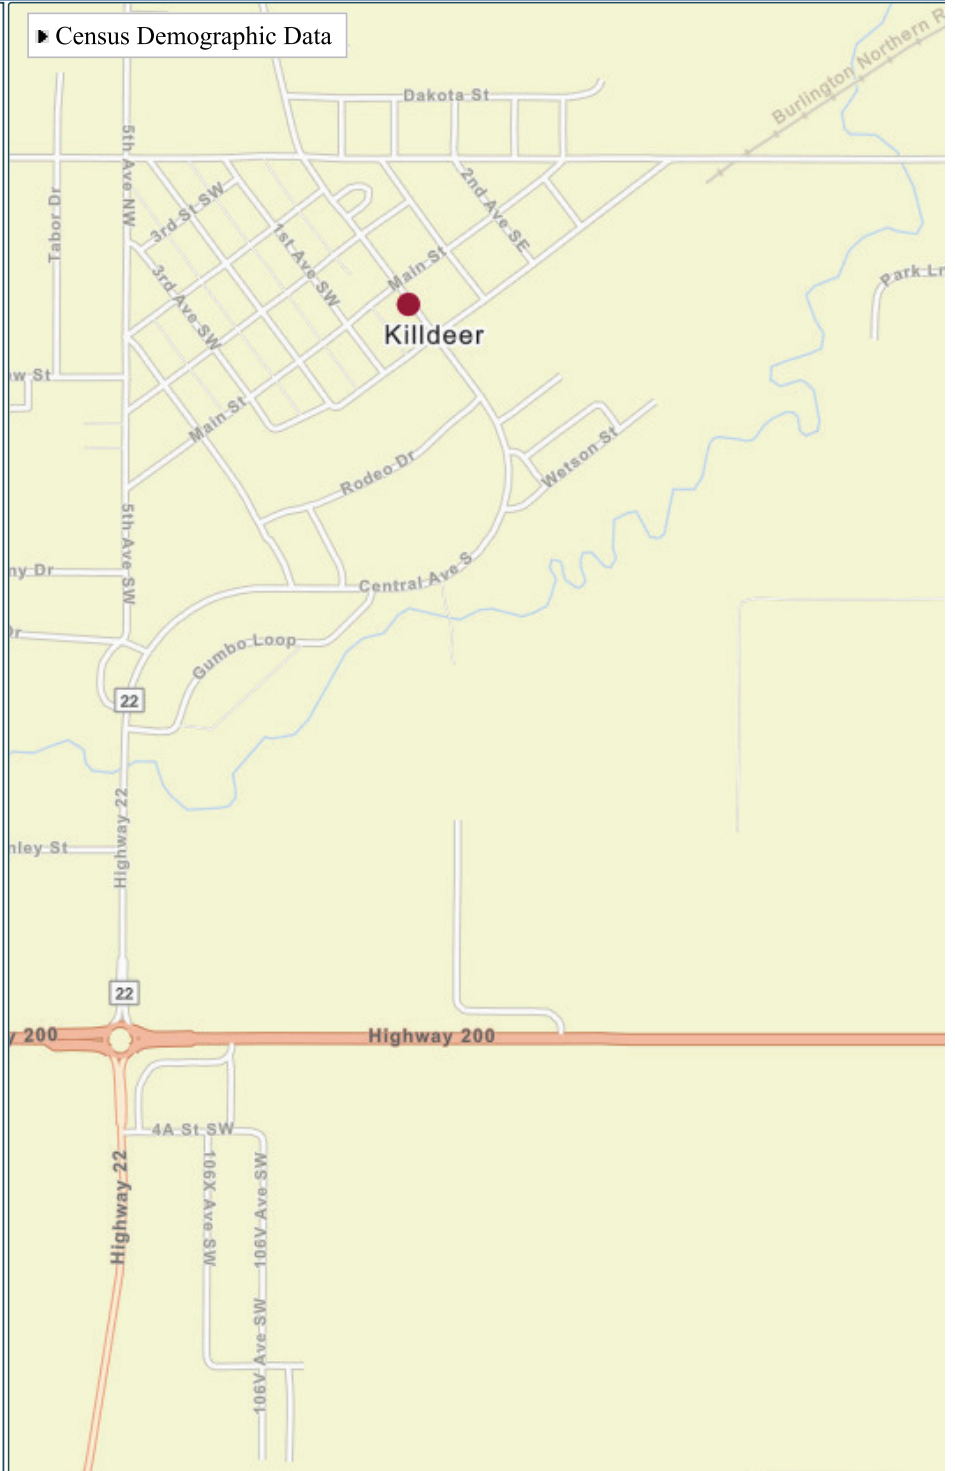 Census Demographic Data
Burlington Northern R
Dakota St
5th Ave NW
Tabor Dr
3rd St SW
2nd Ave SE
1st Ave SW
Main St
Park Ln
3rd Ave SW
Killdeer
w St
Main St
Rodeo Dr
Wetson St
5th Ave SW
ny Dr
Central Ave S
Dr
Gumbo Loop
22
Highway 22
nley St
22
y 200
Highway 200
4A St SW
Highway 22
106X Ave SW
106V Ave SW
106V Ave SW